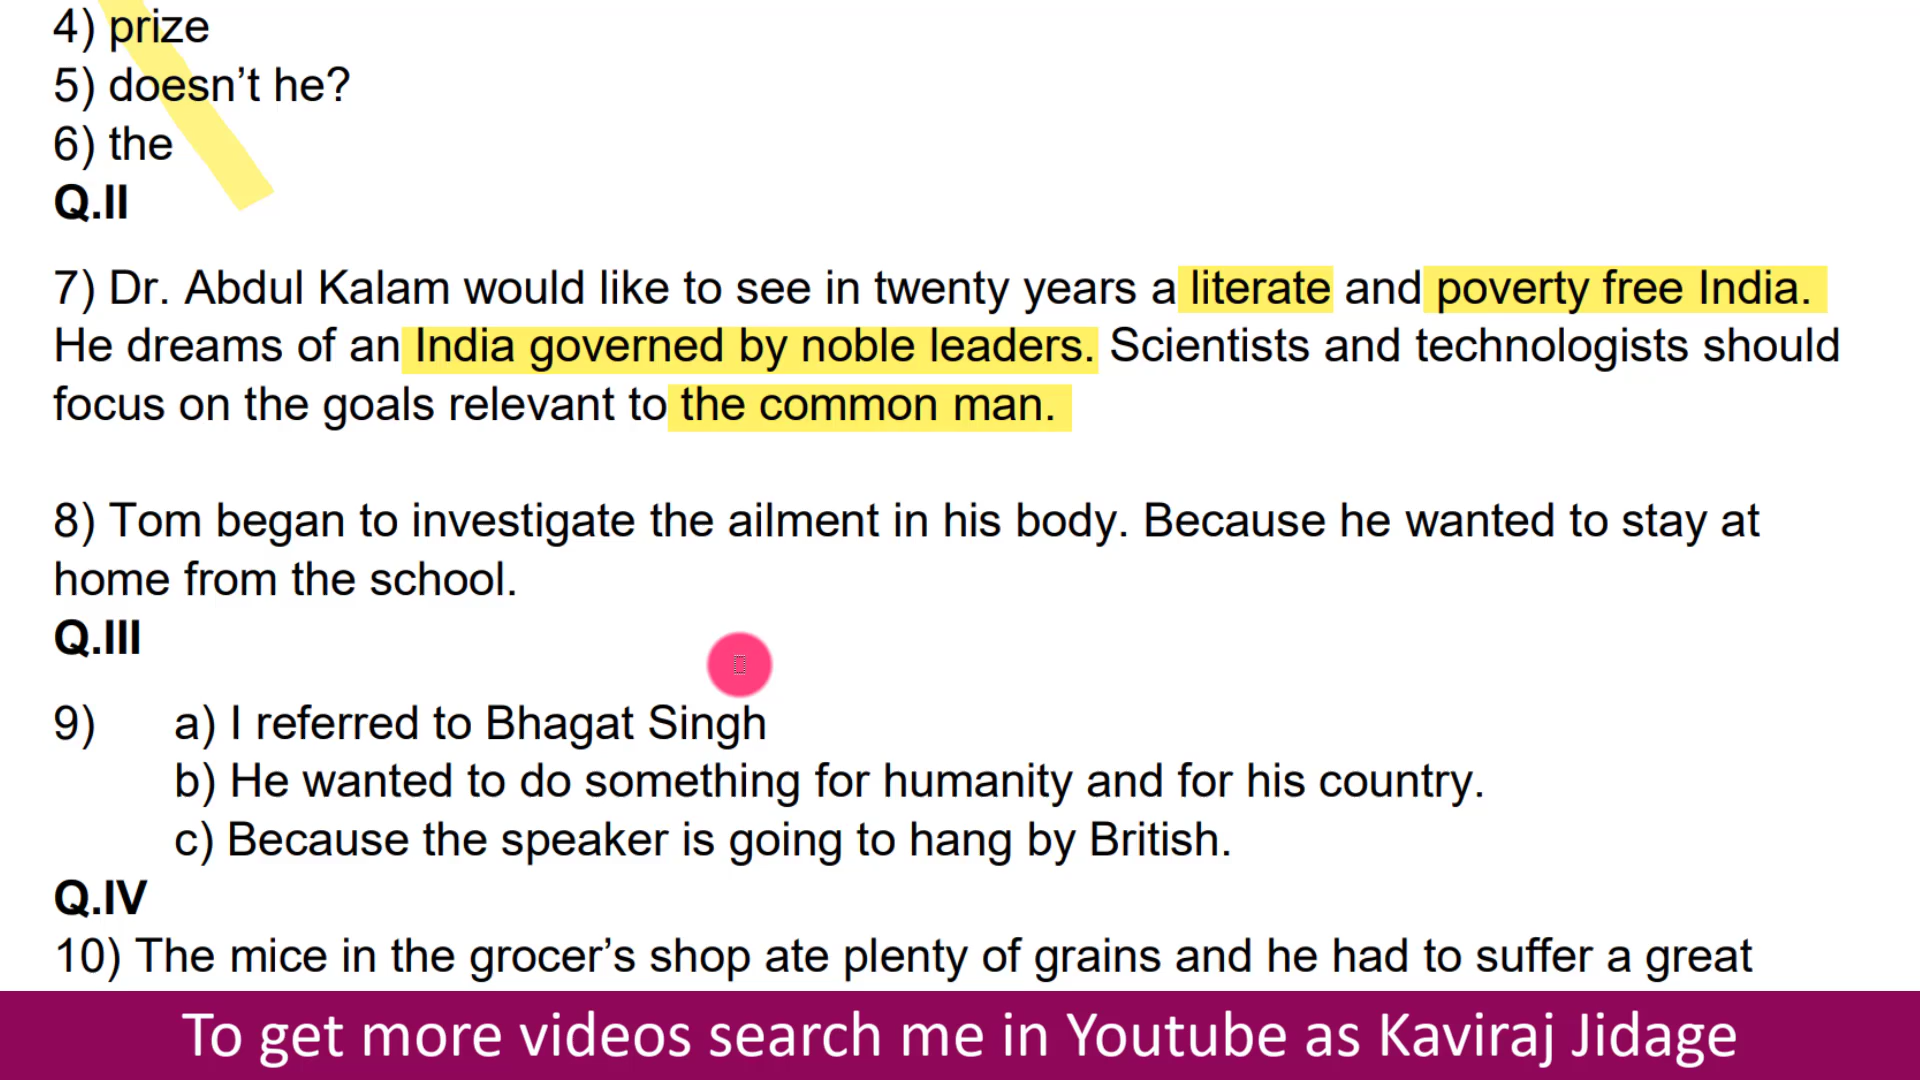 4) prize
5) doesn’t he?
6) the
Q.II
7) Dr. Abdul Kalam would like to see in twenty years a literate and poverty free India.
He dreams of an India governed by noble leaders. Scientists and technologists should
focus on the goals relevant to the common man.
8) Tom began to investigate the ailment in his body. Because he wanted to stay at
home from the school.
Q.III
9) a) I referred to Bhagat Singh
b) He wanted to do something for humanity and for his country.
c) Because the speaker is going to hang by British.
Q.IV
10) The mice in the grocer’s shop ate plenty of grains and he had to suffer a great
To get more videos search me in Youtube as Kaviraj Jidage